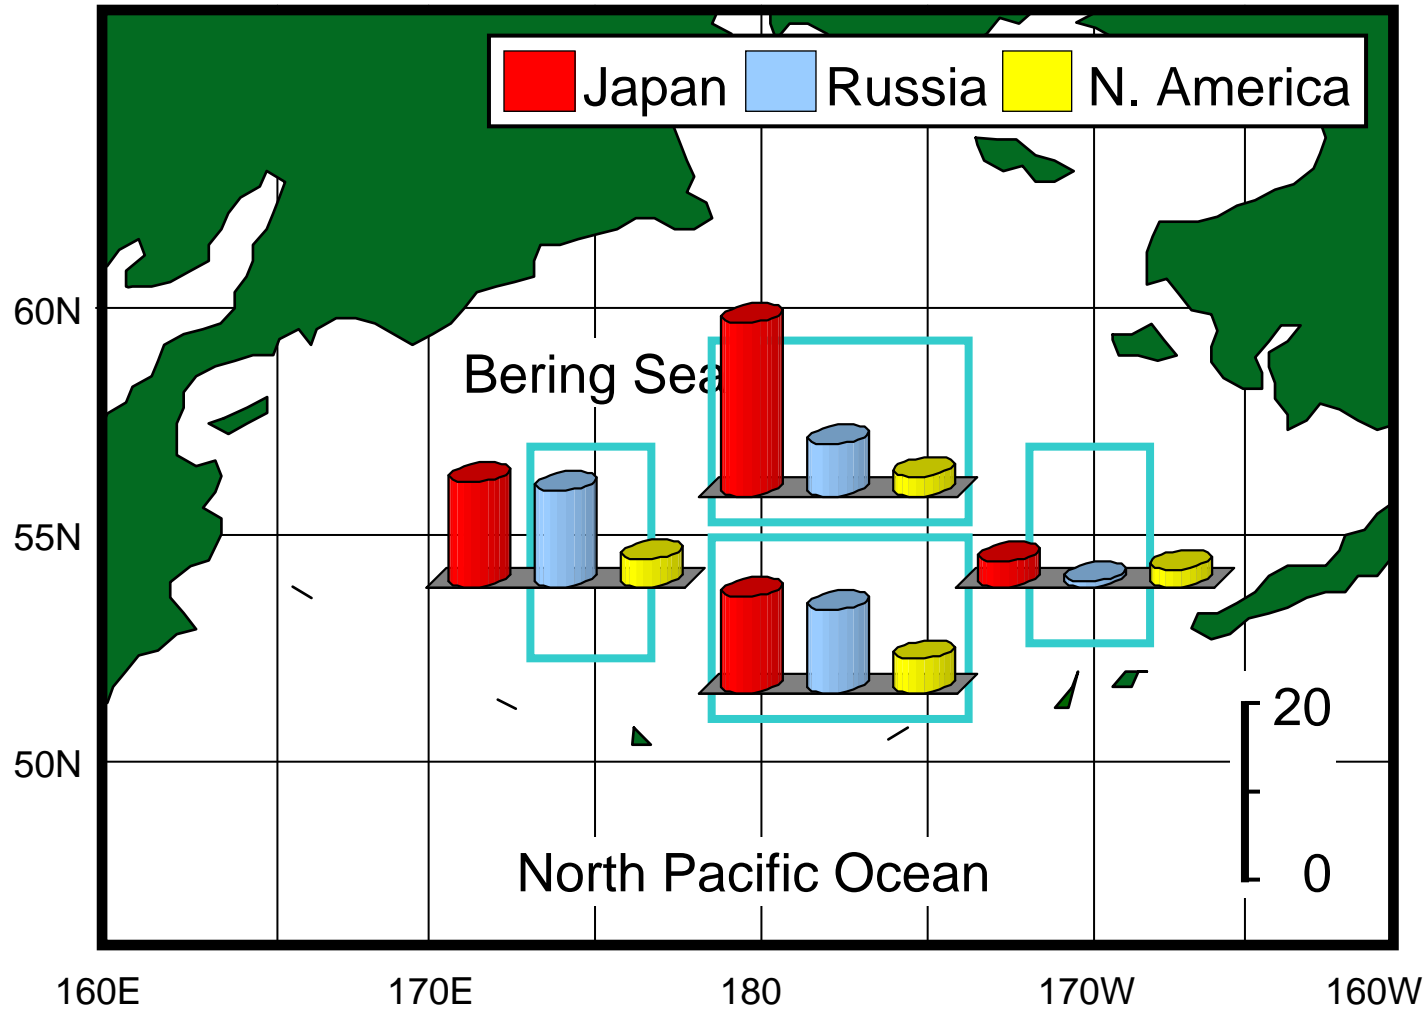 Japan Russia N. America
60N
Bering Sea
55N
20
50N
0
North Pacific Ocean
160E 170E 180 170W 160W